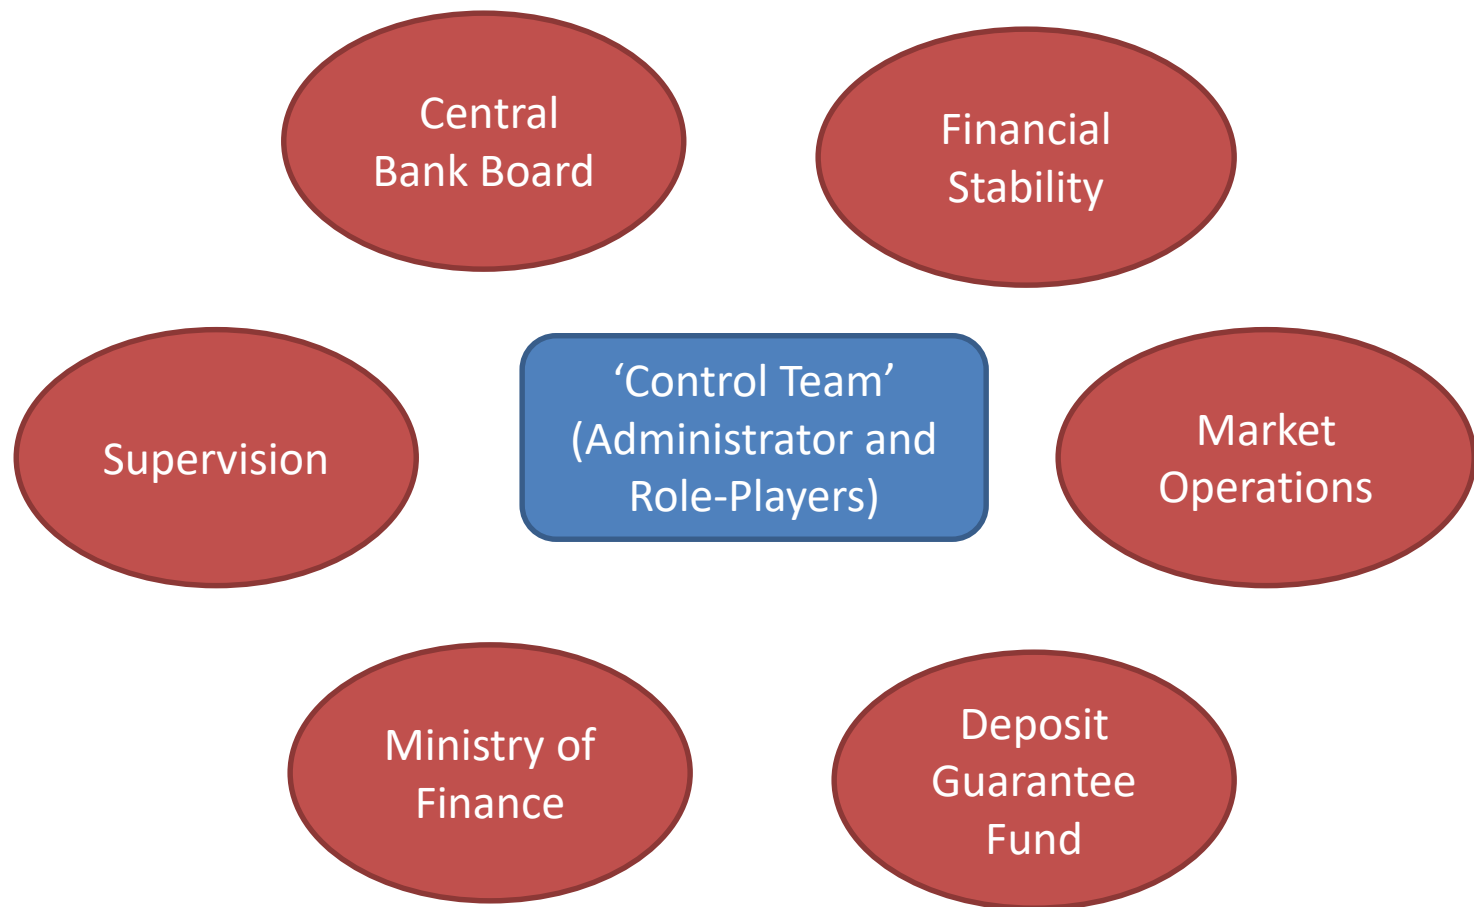 Central
Bank Board
Financial
Stability
Supervision
‘Control Team’
(Administrator and
Role-Players)
Market
Operations
Ministry of
Finance
Deposit
Guarantee
Fund